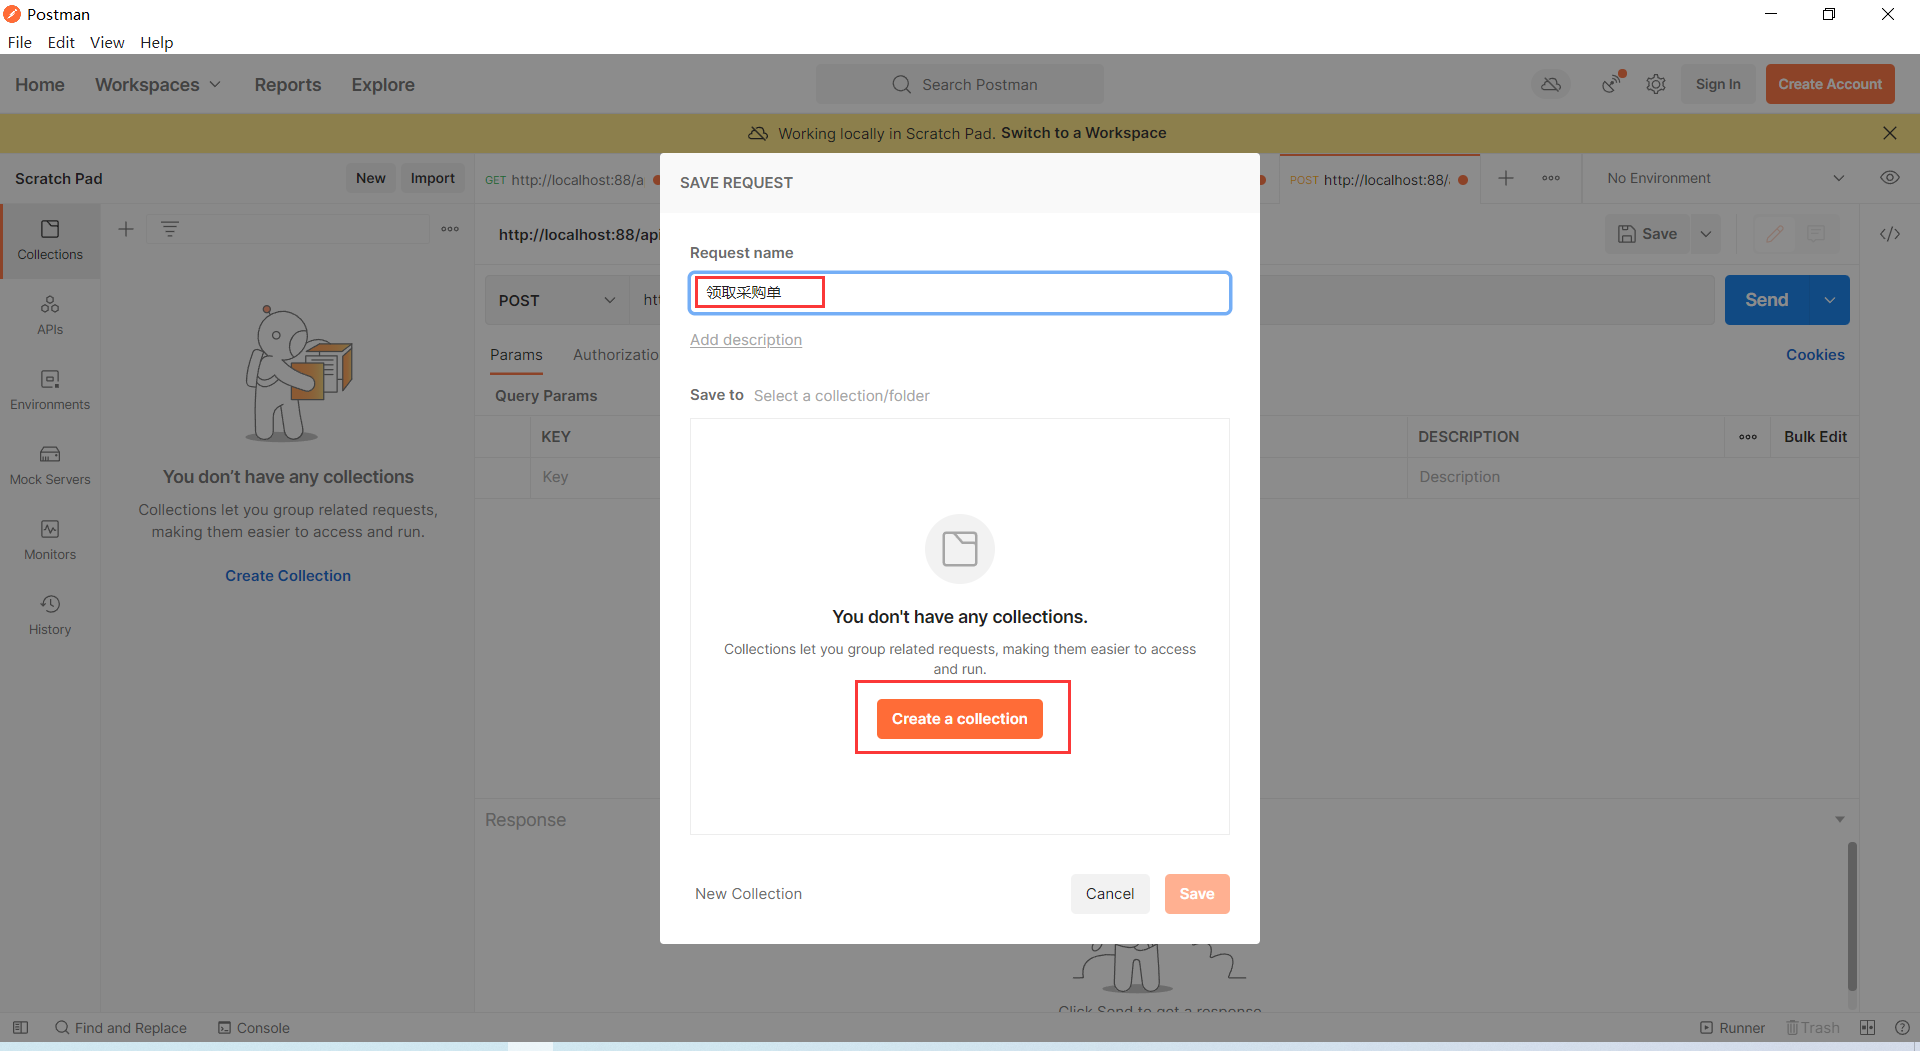 Postman
File Edit View Help
Home Workspaces Reports Explore Search Postman Sign In Create Account
Working locally in Scratch Pad. Switch to a Workspace
Scratch Pad New Import GET http://localhost:88/a POST http://localhost:88/ No Environment
SAVE REQUEST
Collections
http://localhost:88/api
Save
Request name
POST
领取采购单
Send
APIs
Add description
Params
Cookies
Query Params
Save to Select a collection/folder
Environments
KEY DESCRIPTION Bulk Edit
Key Description
Mock Servers
You don't have any collections
Collections let you group related requests,
making them easier to access and run.
Monitors
Create Collection
History
You don't have any collections.
Collections let you group related requests, making them easier to access
and run.
Create a collection
Response
New Collection Cancel Save
Click Send to get a response
Find and Replace Console Runner Trash